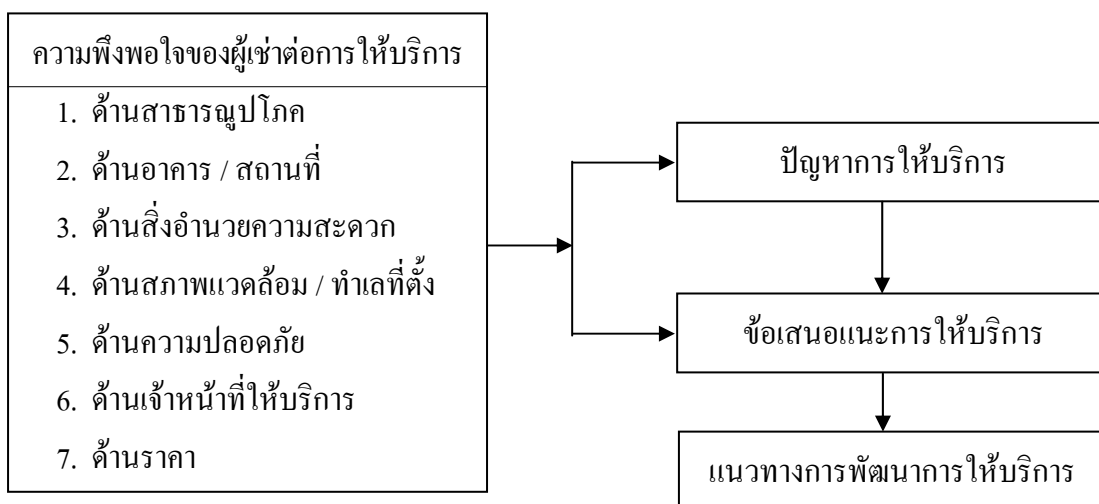 ความพึงพอใจของผู้เช่าต่อการให้บริการ
1. ด้านสาธารณูปโภค
2. ด้านอาคาร / สถานที่
3. ด้านสิ่งอำนวยความสะดวก
4. ด้านสภาพแวดล้อม / ทำเลที่ตั้ง
5. ด้านความปลอดภัย
6. ด้านเจ้าหน้าที่ให้บริการ
7. ด้านราคา
ปัญหาการให้บริการ
ข้อเสนอแนะการให้บริการ
แนวทางการพัฒนาการให้บริการ